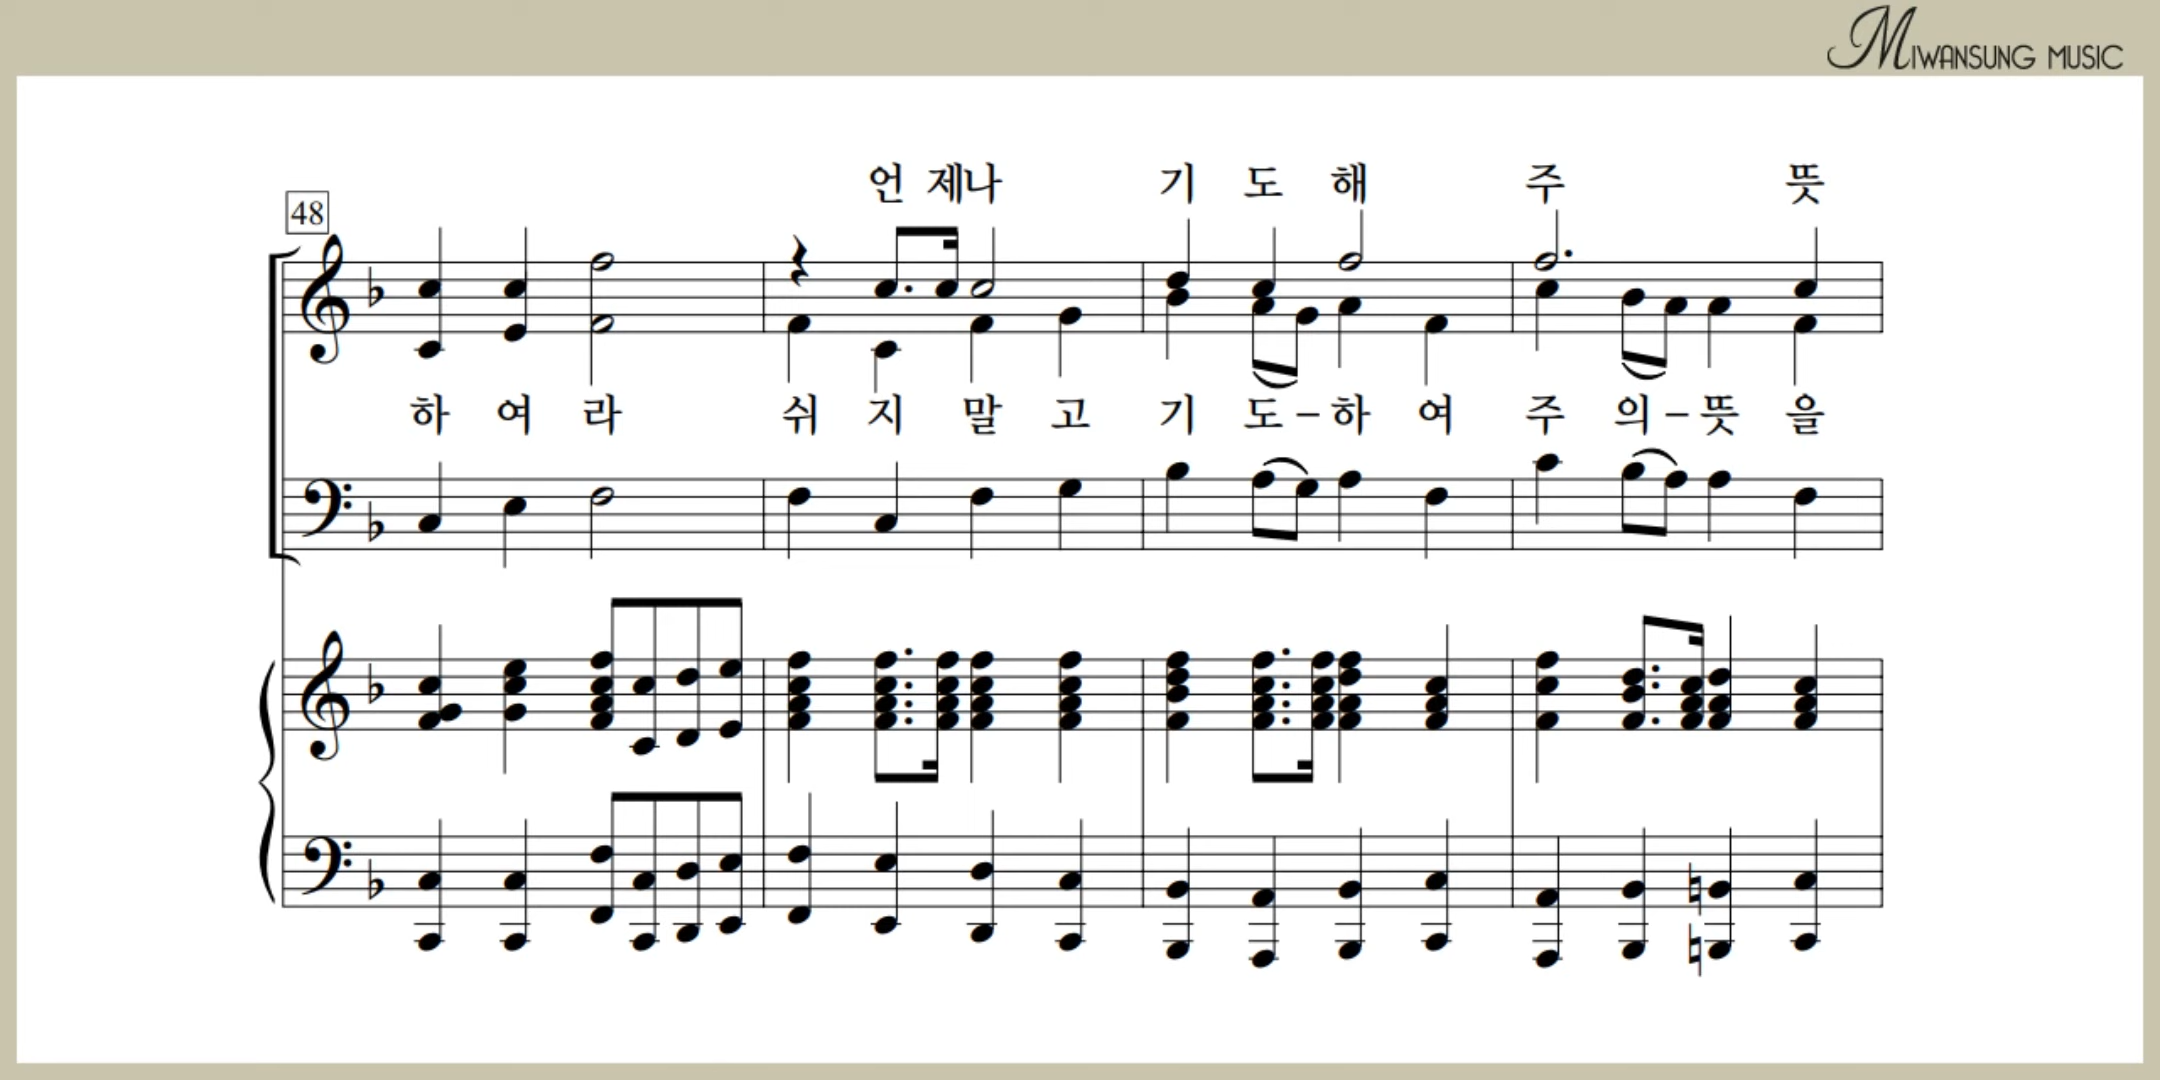 MIWANSUNG MUSIC
언 제나 기 도 해 주 뜻
48
하 여 라 쉬 지 말 고 기 도 - 하 여 주 의 - 뜻 을